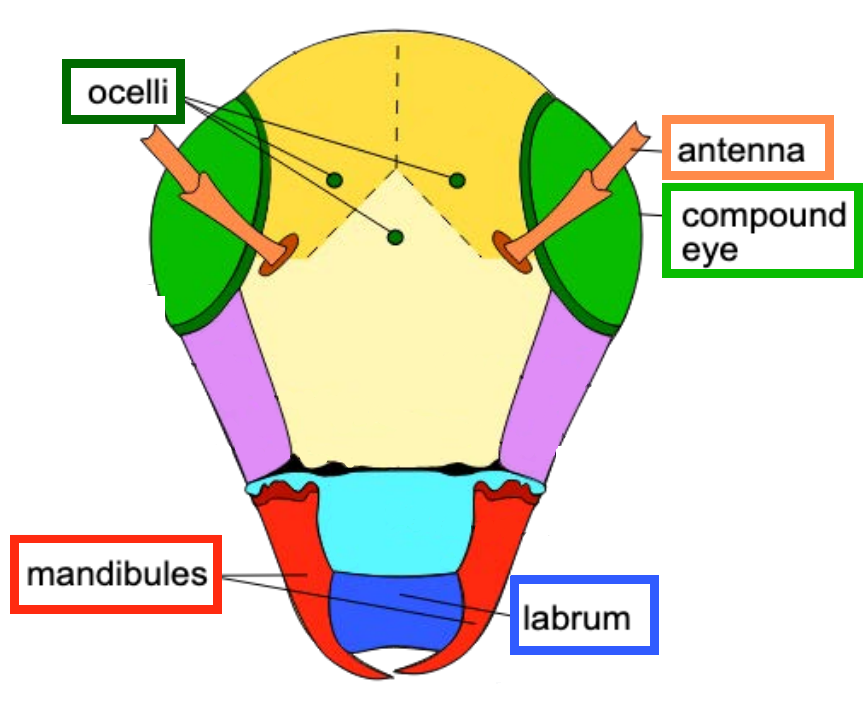 ocelli
antenna
compound
eye
mandibules
labrum